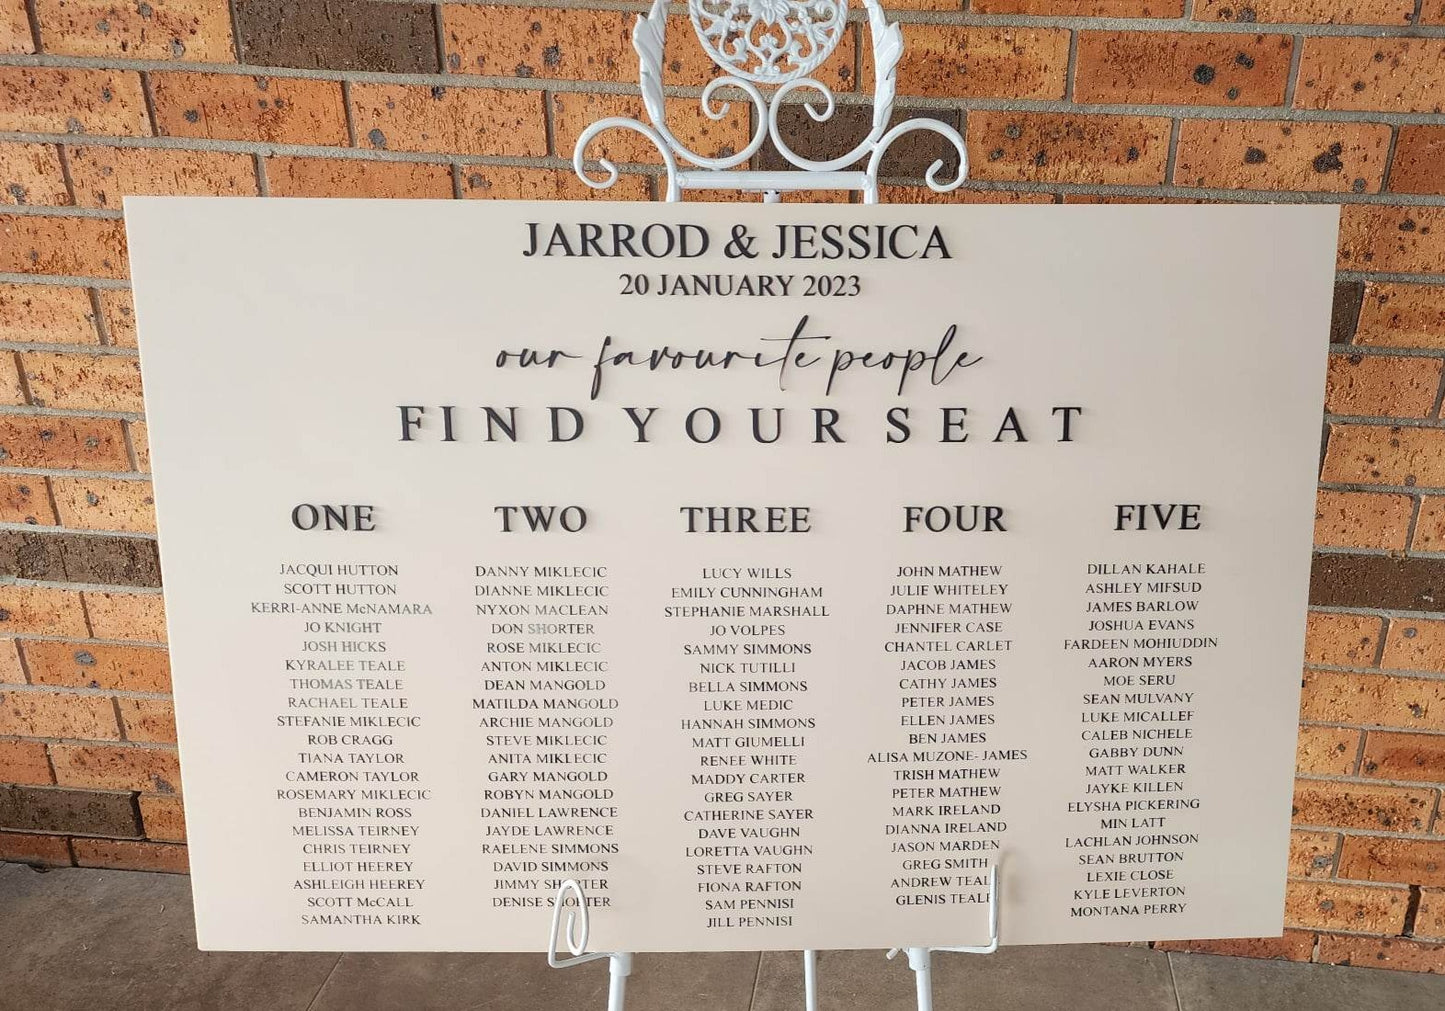 JARROD & JESSICA
20 JANUARY 2023
our favourite people
FIND YOUR SEAT
ONE
JACQUI HUTTON
SCOTT HUTTON
KERRI-ANNE McNAMARA
JO KNIGHT
JOSH HICKS
KYRALEE TEALE
THOMAS TEALE
RACHAEL TEALE
STEFANIE MIKLECIC
ROB CRAGG
TIANA TAYLOR
CAMERON TAYLOR
ROSEMARY MIKLECIC
BENJAMIN ROSS
MELISSA TEIRNEY
CHRIS TEIRNEY
ELLIOT HEEREY
ASHLEIGH HEEREY
SCOTT McCALL
SAMANTHA KIRK
TWO
DANNY MIKLECIC
DIANNE MIKLECIC
NYXON MACLEAN
DON SHORTER
ROSE MIKLECIC
ANTON MIKLECIC
DEAN MANGOLD
MATILDA MANGOLD
ARCHIE MANGOLD
STEVE MIKLECIC
ANITA MIKLECIC
GARY MANGOLD
ROBYN MANGOLD
DANIEL LAWRENCE
JAYDE LAWRENCE
RAELENE SIMMONS
DAVID SIMMONS
JIMMY SHORTER
DENISE SHORTER
THREE
LUCY WILLS
EMILY CUNNINGHAM
STEPHANIE MARSHALL
JO VOLPES
SAMMY SIMMONS
NICK TUTILLI
BELLA SIMMONS
LUKE MEDIC
HANNAH SIMMONS
MATT GIUMELLI
RENEE WHITE
MADDY CARTER
GREG SAYER
CATHERINE SAYER
DAVE VAUGHN
LORETTA VAUGHN
STEVE RAFTON
FIONA RAFTON
SAM PENNISI
JILL PENNISI
FOUR
JOHN MATHEW
JULIE WHITELEY
DAPHNE MATHEW
JENNIFER CASE
CHANTEL CARLET
JACOB JAMES
CATHY JAMES
PETER JAMES
ELLEN JAMES
BEN JAMES
ALISA MUZONE- JAMES
TRISH MATHEW
PETER MATHEW
MARK IRELAND
DIANNA IRELAND
JASON MARDEN
GREG SMITH
ANDREW TEALE
GLENIS TEALE
FIVE
DILLAN KAHALE
ASHLEY MIFSUD
JAMES BARLOW
JOSHUA EVANS
FARDEEN MOHIUDDIN
AARON MYERS
MOE SERU
SEAN MULVANY
LUKE MICALLEF
CALEB NICHELE
GABBY DUNN
MATT WALKER
JAYKE KILLEN
ELYSHA PICKERING
MIN LATT
LACHLAN JOHNSON
SEAN BRUTTON
LEXIE CLOSE
KYLE LEVERTON
MONTANA PERRY